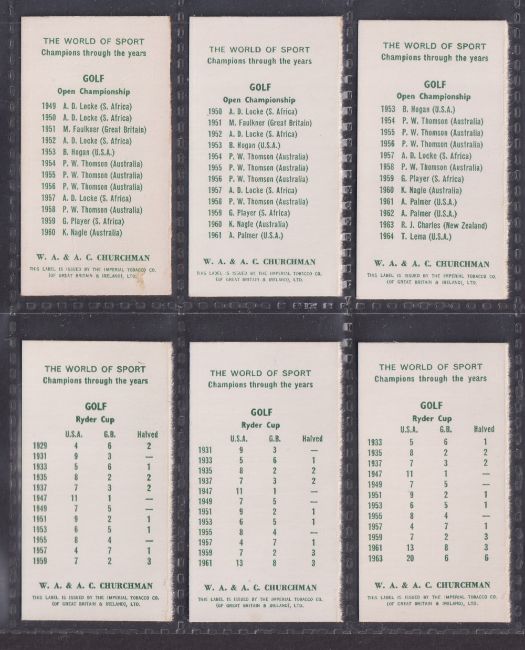 THE WORLD OF SPORT
Champions through the years
GOLF
Open Championship
1949 A. D. Locke (S. Africa)
1950 A. D. Locke (S. Africa)
1951 M. Faulkner (Great Britain)
1952 A. D. Locke (S. Africa)
1953 B. Hogan (U.S.A.)
1954 P. W. Thomson (Australia)
1955 P. W. Thomson (Australia)
1956 P. W. Thomson (Australia)
1957 A. D. Locke (S. Africa)
1958 P. W. Thomson (Australia)
1959 G. Player (S. Africa)
1960 K. Nagle (Australia)
W. A. & A. C. CHURCHMAN
THIS LABEL IS ISSUED BY THE IMPERIAL TOBACCO CO.
(OF GREAT BRITAIN & IRELAND), LTD.
THE WORLD OF SPORT
Champions through the years
GOLF
Open Championship
1950 A. D. Locke (S. Africa)
1951 M. Faulkner (Great Britain)
1952 A. D. Locke (S. Africa)
1953 B. Hogan (U.S.A.)
1954 P. W. Thomson (Australia)
1955 P. W. Thomson (Australia)
1956 P. W. Thomson (Australia)
1957 A. D. Locke (S. Africa)
1958 P. W. Thomson (Australia)
1959 G. Player (S. Africa)
1960 K. Nagle (Australia)
1961 A. Palmer (U.S.A.)
W. A. & A. C. CHURCHMAN
THIS LABEL IS ISSUED BY THE IMPERIAL TOBACCO CO.
(OF GREAT BRITAIN & IRELAND), LTD.
THE WORLD OF SPORT
Champions through the years
GOLF
Open Championship
1953 B. Hogan (U.S.A.)
1954 P. W. Thomson (Australia)
1955 P. W. Thomson (Australia)
1956 P. W. Thomson (Australia)
1957 A. D. Locke (S. Africa)
1958 P. W. Thomson (Australia)
1959 G. Player (S. Africa)
1960 K. Nagle (Australia)
1961 A. Palmer (U.S.A.)
1962 A. Palmer (U.S.A.)
1963 R. J. Charles (New Zealand)
1964 T. Lema (U.S.A.)
W. A. & A. C. CHURCHMAN
THIS LABEL IS ISSUED BY THE IMPERIAL TOBACCO CO.
(OF GREAT BRITAIN & IRELAND), LTD.
THE WORLD OF SPORT
Champions through the years
GOLF
Ryder Cup
U.S.A. G.B. Halved
1929 4 6 2
1931 9 3 —
1933 5 6 1
1935 8 2 2
1937 7 3 2
1947 11 1 —
1949 7 5 —
1951 9 2 1
1953 6 5 1
1955 8 4 —
1957 4 7 1
1959 7 2 3
W. A. & A. C. CHURCHMAN
THIS LABEL IS ISSUED BY THE IMPERIAL TOBACCO CO.
(OF GREAT BRITAIN & IRELAND), LTD.
THE WORLD OF SPORT
Champions through the years
GOLF
Ryder Cup
U.S.A. G.B. Halved
1931 9 3 —
1933 5 6 1
1935 8 2 2
1937 7 3 2
1947 11 1 —
1949 7 5 —
1951 9 2 1
1953 6 5 1
1955 8 4 —
1957 4 7 1
1959 7 2 3
1961 13 8 3
W. A. & A. C. CHURCHMAN
THIS LABEL IS ISSUED BY THE IMPERIAL TOBACCO CO.
(OF GREAT BRITAIN & IRELAND), LTD.
THE WORLD OF SPORT
Champions through the years
GOLF
Ryder Cup
U.S.A. G.B. Halved
1933 5 6 1
1935 8 2 2
1937 7 3 2
1947 11 1 —
1949 7 5 —
1951 9 2 1
1953 6 5 1
1955 8 4 —
1957 4 7 1
1959 7 2 3
1961 13 8 3
1963 20 6 6
W. A. & A. C. CHURCHMAN
THIS LABEL IS ISSUED BY THE IMPERIAL TOBACCO CO.
(OF GREAT BRITAIN & IRELAND), LTD.